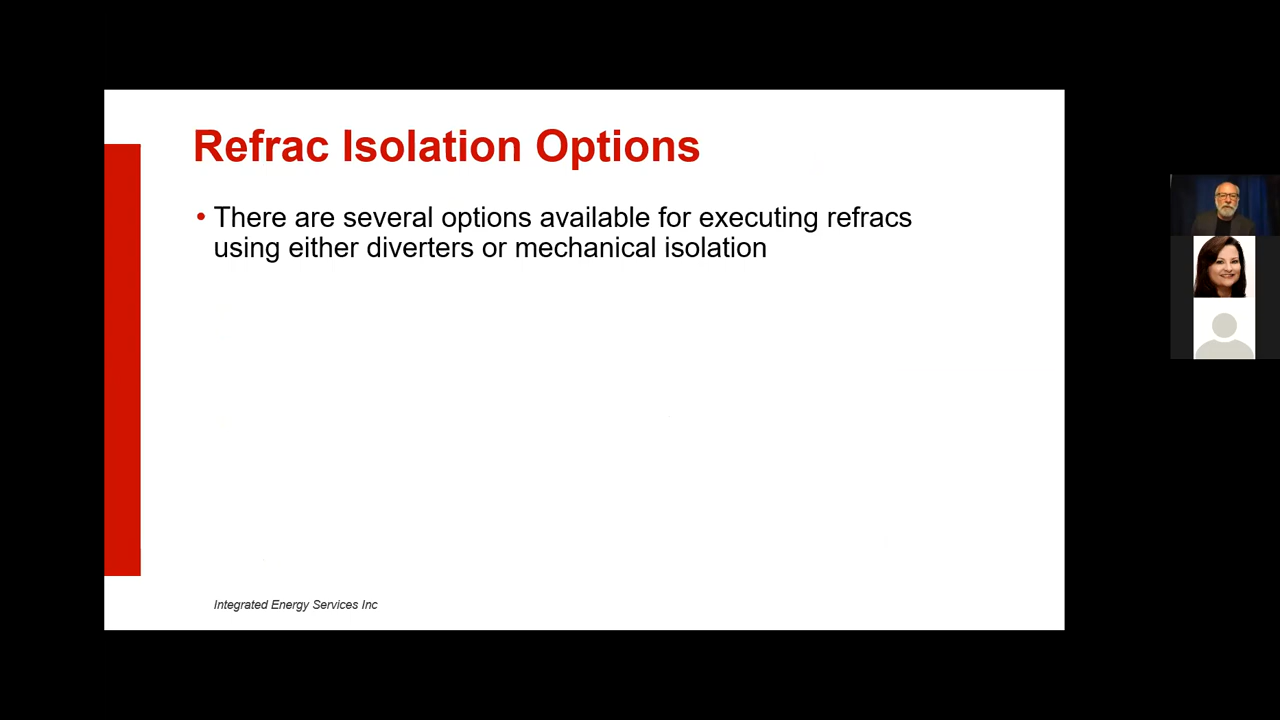 Refrac Isolation Options
• There are several options available for executing refracs
using either diverters or mechanical isolation
Integrated Energy Services Inc